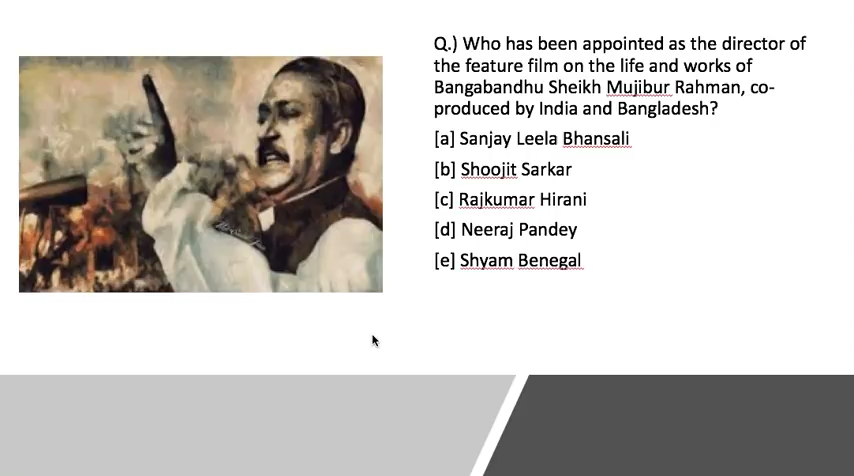 Q.) Who has been appointed as the director of
the feature film on the life and works of
Bangabandhu Sheikh Mujibur Rahman, co-
produced by India and Bangladesh?
[a] Sanjay Leela Bhansali
[b] Shoojit Sarkar
[c] Rajkumar Hirani
[d] Neeraj Pandey
[e] Shyam Benegal